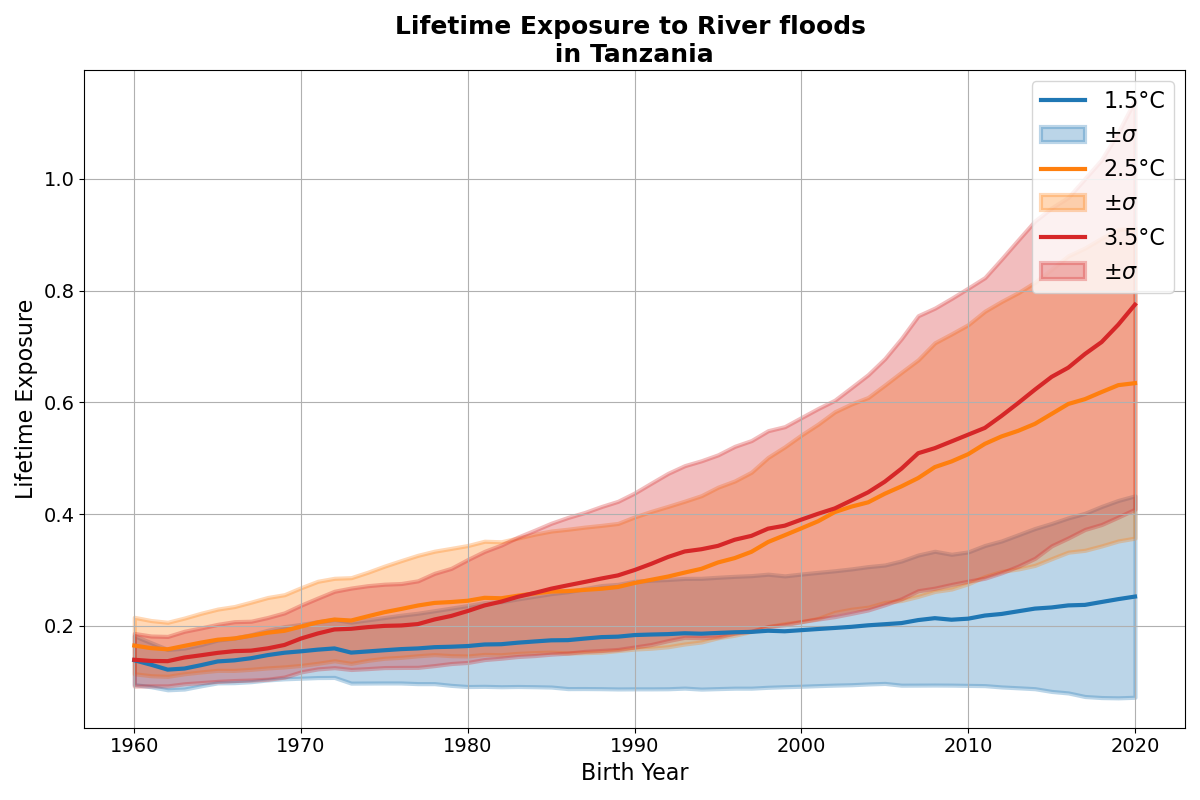 Lifetime Exposure to River floods
in Tanzania
1.5°C
±σ
2.5°C
±σ
3.5°C
±σ
Lifetime Exposure
1.0
0.8
0.6
0.4
0.2
1960 1970 1980 1990 2000 2010 2020
Birth Year